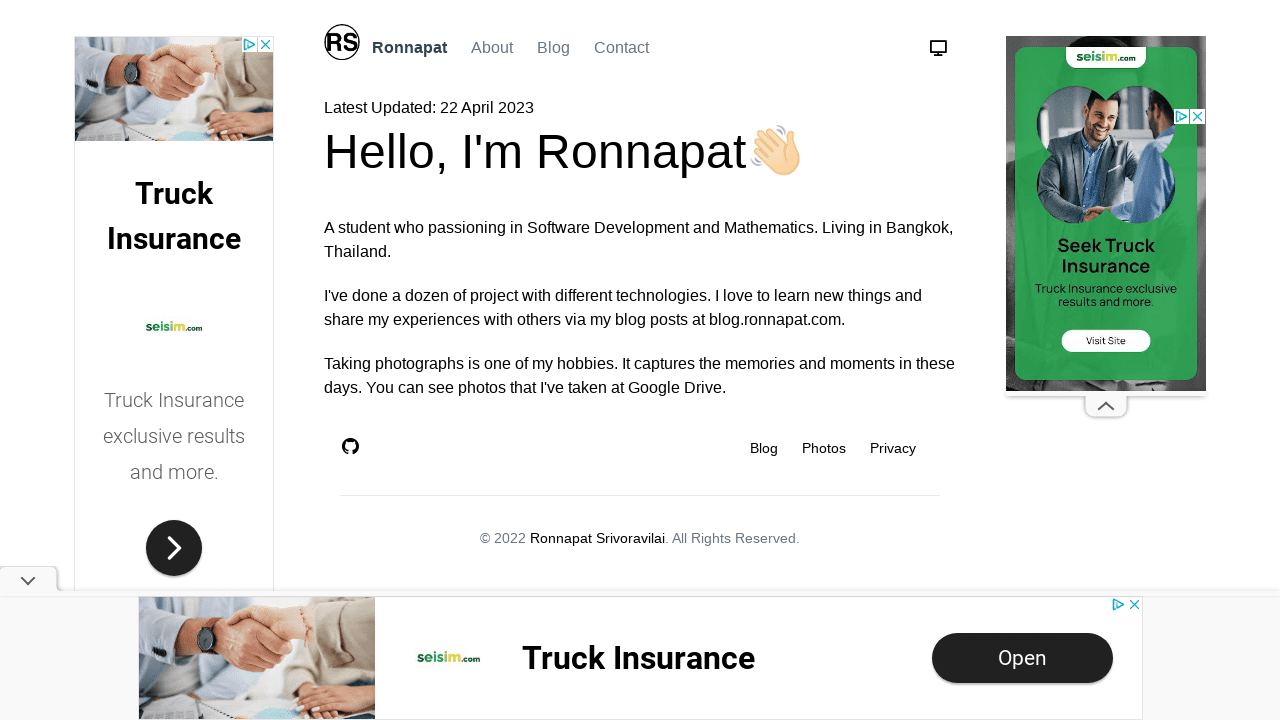 RS
Ronnapat
About
Blog
Contact
Latest Updated: 22 April 2023
Hello, I'm Ronnapat👋🏼
A student who passioning in Software Development and Mathematics. Living in Bangkok,
Thailand.
I've done a dozen of project with different technologies. I love to learn new things and
share my experiences with others via my blog posts at blog.ronnapat.com.
Taking photographs is one of my hobbies. It captures the memories and moments in these
days. You can see photos that I've taken at Google Drive.
Blog
Photos
Privacy
© 2022 Ronnapat Srivoravilai. All Rights Reserved.
Truck
Insurance
seisim.com
Truck Insurance
exclusive results
and more.
seisim.com
Seek Truck
Insurance
Truck Insurance exclusive
results and more.
Visit Site
seisim.com
Truck Insurance
Open